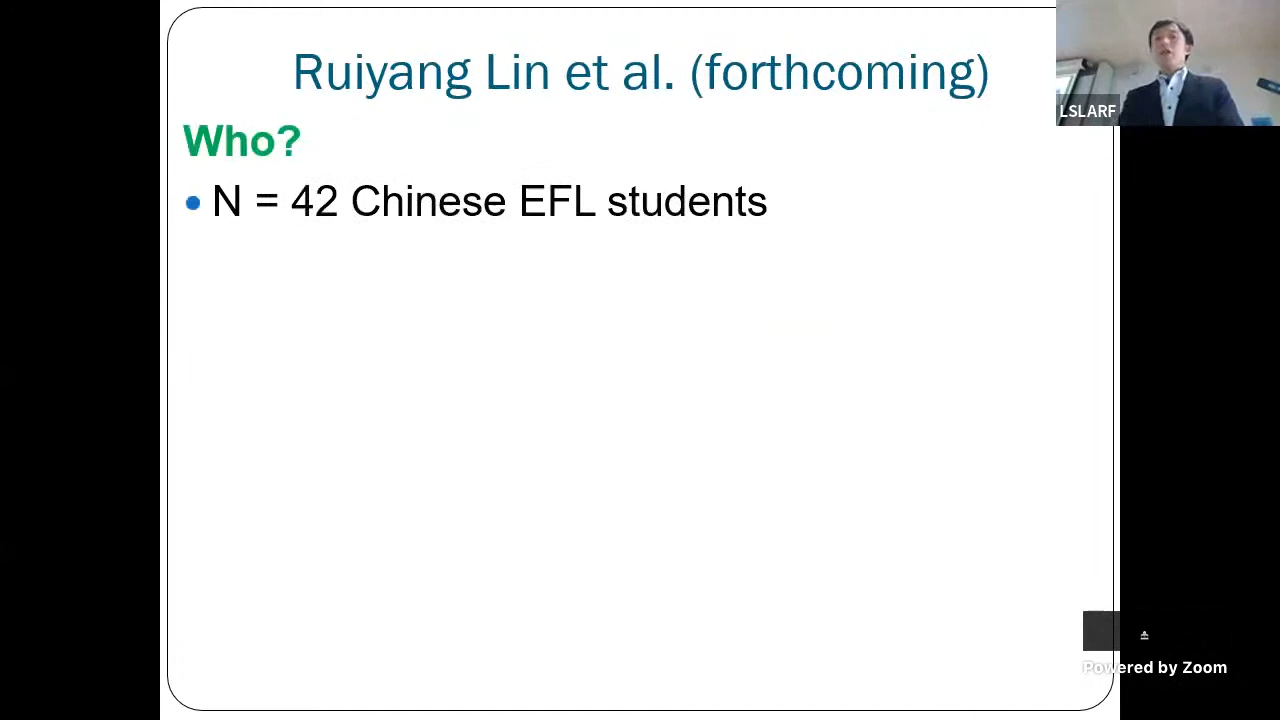 Ruiyang Lin et al. (forthcoming)
LSLARF
Who?
• N = 42 Chinese EFL students
Powered by Zoom